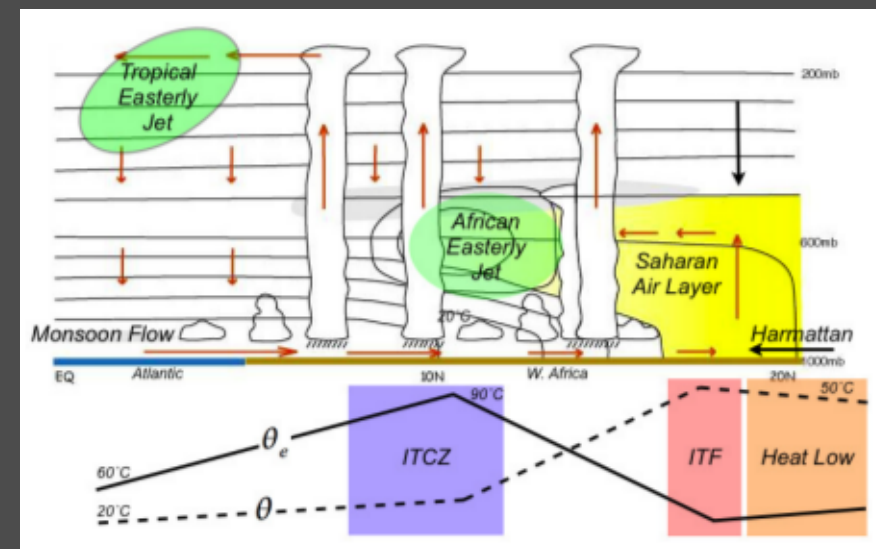 Tropical
Easterly
Jet
200mb
African
Easterly
Jet
600mb
Saharan
Air Layer
20°C
Monsoon Flow
Harmattan
1000mb
EQ
Atlantic
10N
W. Africa
20N
90°C
50°C
θe
ITCZ
ITF
Heat Low
60°C
20°C
θ